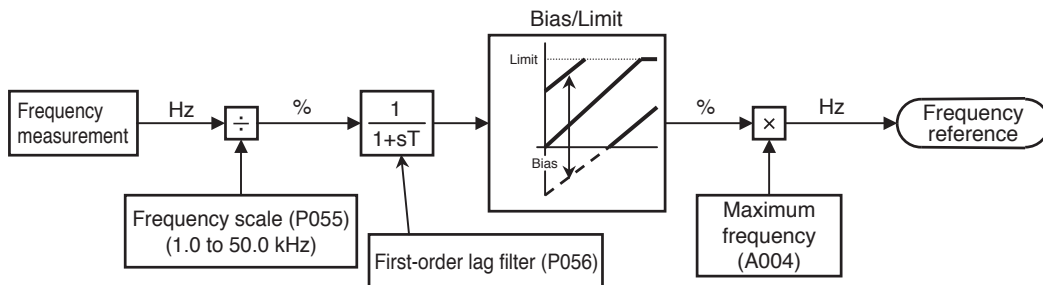 Bias/Limit
Limit
Bias
Frequency
measurement
Hz
÷
%
1
1+sT
%
×
Hz
Frequency
reference
Frequency scale (P055)
(1.0 to 50.0 kHz)
First-order lag filter (P056)
Maximum
frequency
(A004)